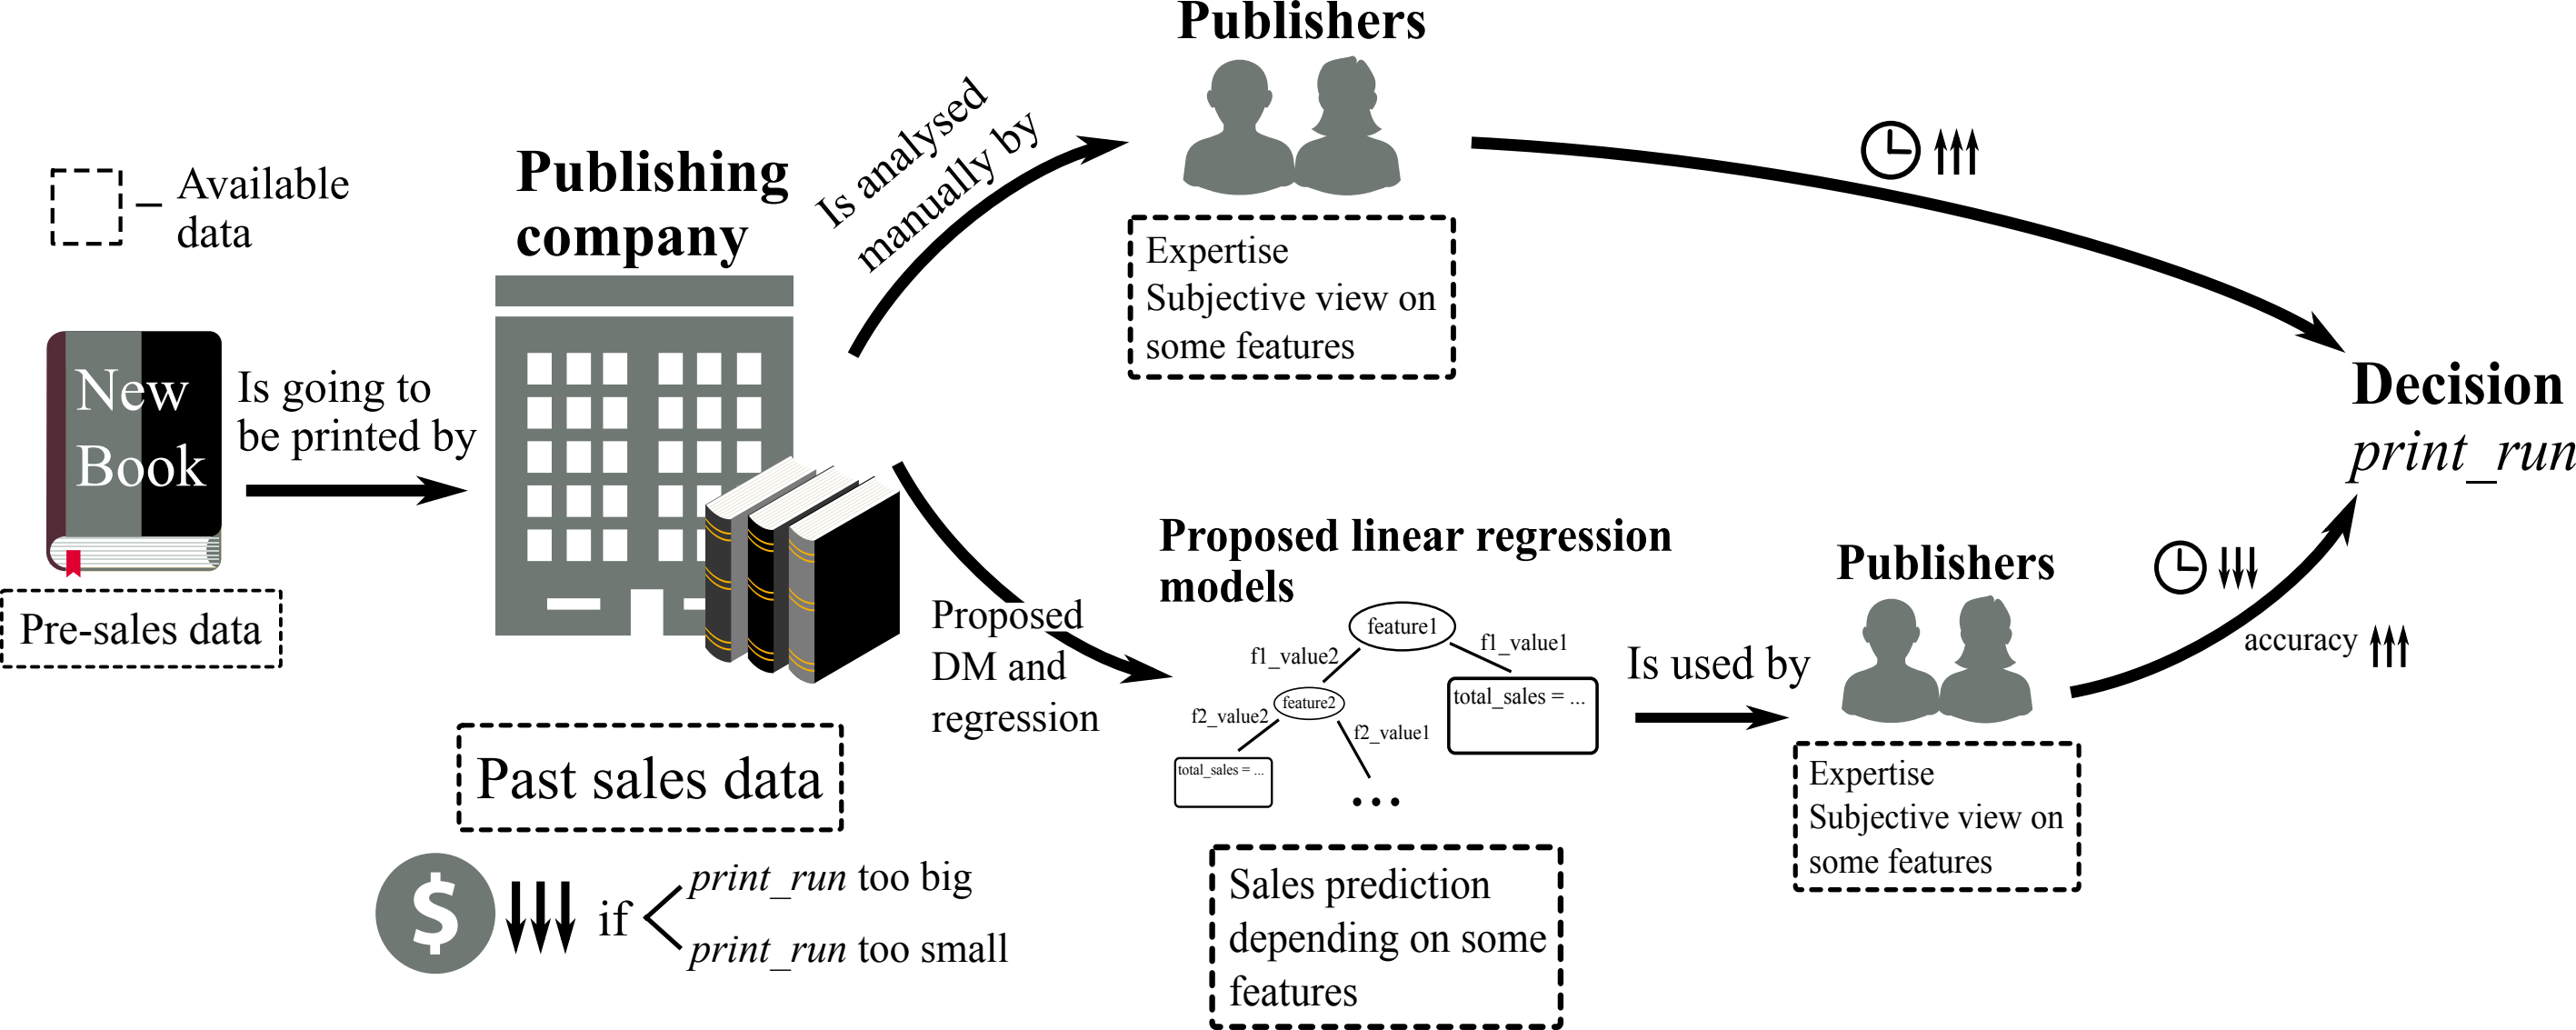 Publishers
Is analysed
manually by
Publishing
company
– Available
data
Expertise
Subjective view on
some features
New
Book
Is going to
be printed by
Decision
print_run
Pre-sales data
Proposed
DM and
regression
Proposed linear regression
models
feature1
f1_value2
f1_value1
feature2
total_sales = ...
f2_value2
f2_value1
total_sales = ...
...
Is used by
Publishers
accuracy
Past sales data
Expertise
Subjective view on
some features
$
if
print_run too big
print_run too small
Sales prediction
depending on some
features